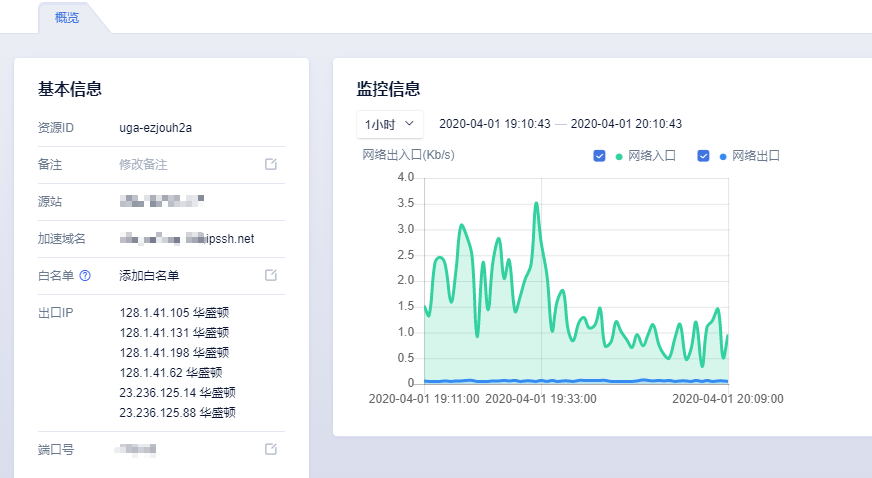 概览
基本信息
资源ID uga-ezjouh2a
备注 修改备注
源站
加速域名 ipssh.net
白名单 添加白名单
出口IP 128.1.41.105 华盛顿
128.1.41.131 华盛顿
128.1.41.198 华盛顿
128.1.41.62 华盛顿
23.236.125.14 华盛顿
23.236.125.88 华盛顿
端口号
监控信息
1小时 2020-04-01 19:10:43 — 2020-04-01 20:10:43
网络出入口(Kb/s) 网络入口 网络出口
4.0
3.5
3.0
2.5
2.0
1.5
1.0
0.5
0
2020-04-01 19:11:00 2020-04-01 19:33:00 2020-04-01 20:09:00